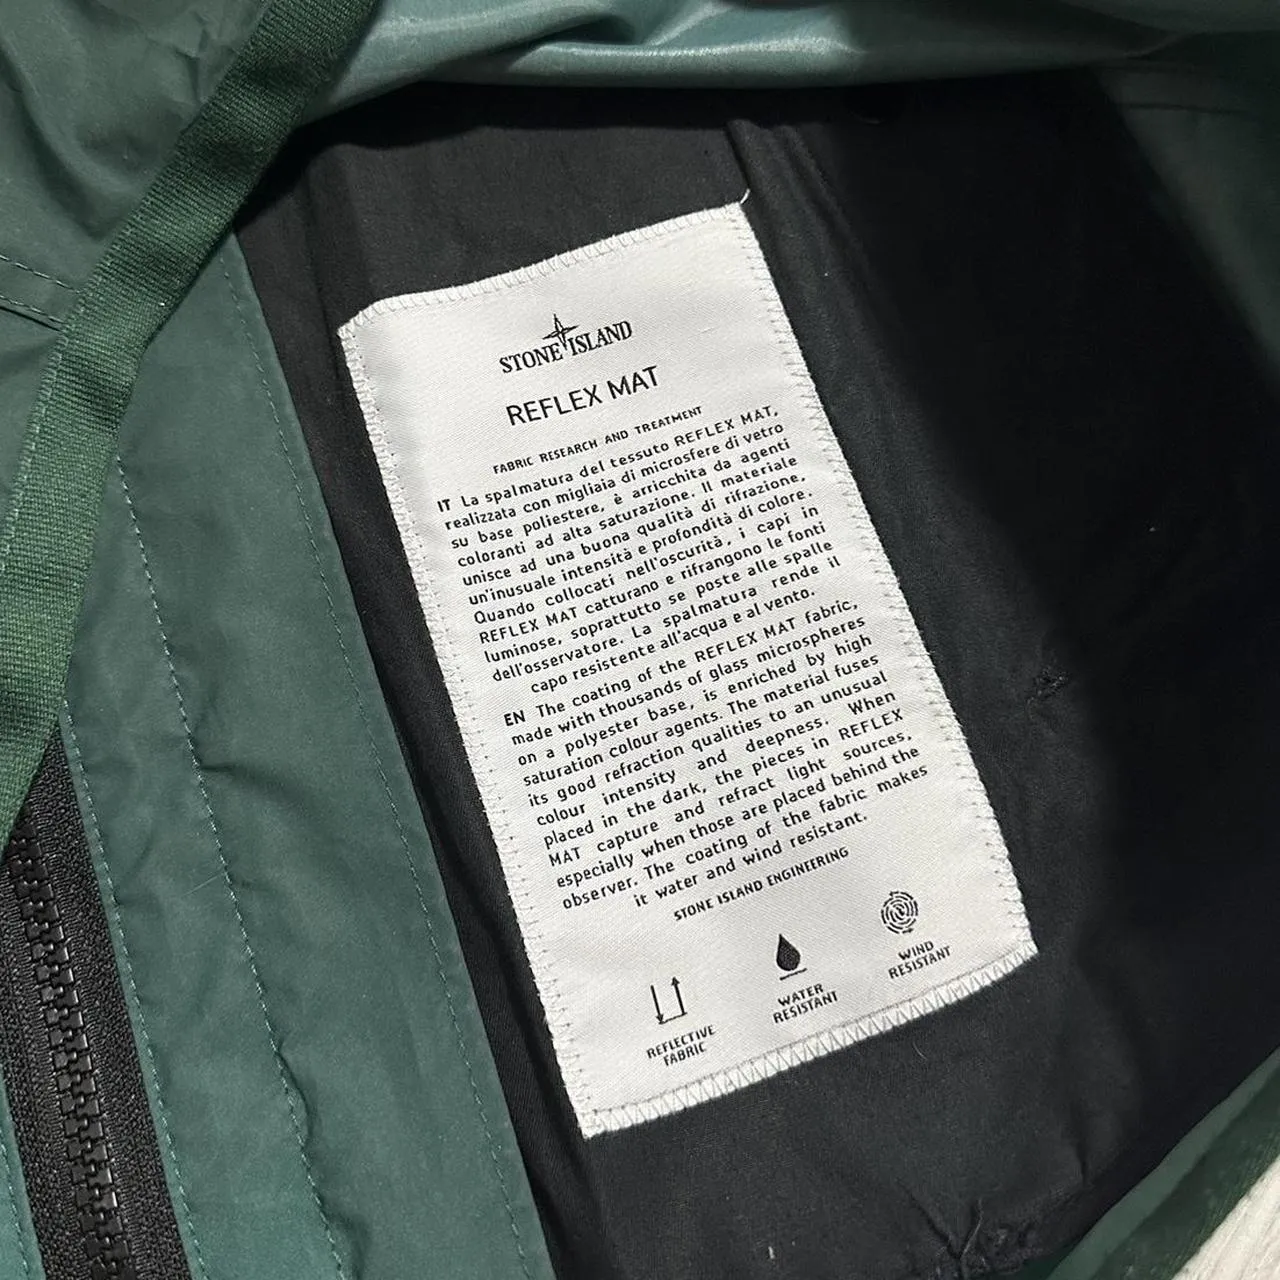 STONE ISLAND
REFLEX MAT
FABRIC RESEARCH AND TREATMENT
IT La spalmatura del tessuto REFLEX MAT,
realizzata con migliaia di microsfere di vetro
su base poliestere, è arricchita da agenti
coloranti ad alta saturazione. Il materiale
unisce ad una buona qualità di rifrazione,
un'inusuale intensità e profondità di colore.
Quando collocati nell'oscurità, i capi in
REFLEX MAT catturano e rifrangono le fonti
luminose, soprattutto se poste alle spalle
dell'osservatore. La spalmatura rende il
capo resistente all'acqua e al vento.
EN The coating of the REFLEX MAT fabric,
made with thousands of glass microspheres
on a polyester base, is enriched by high
saturation colour agents. The material fuses
its good refraction qualities to an unusual
colour intensity and deepness. When
placed in the dark, the pieces in REFLEX
MAT capture and refract light sources,
especially when those are placed behind the
observer. The coating of the fabric makes
it water and wind resistant.
STONE ISLAND ENGINEERING
REFLECTIVE
FABRIC
WATER
RESISTANT
WIND
RESISTANT